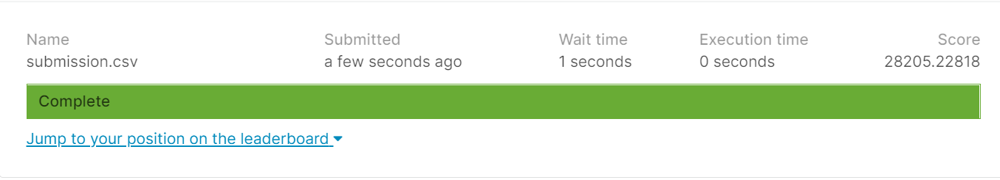 Name Submitted Wait time Execution time Score
submission.csv a few seconds ago 1 seconds 0 seconds 28205.22818
Complete
Jump to your position on the leaderboard